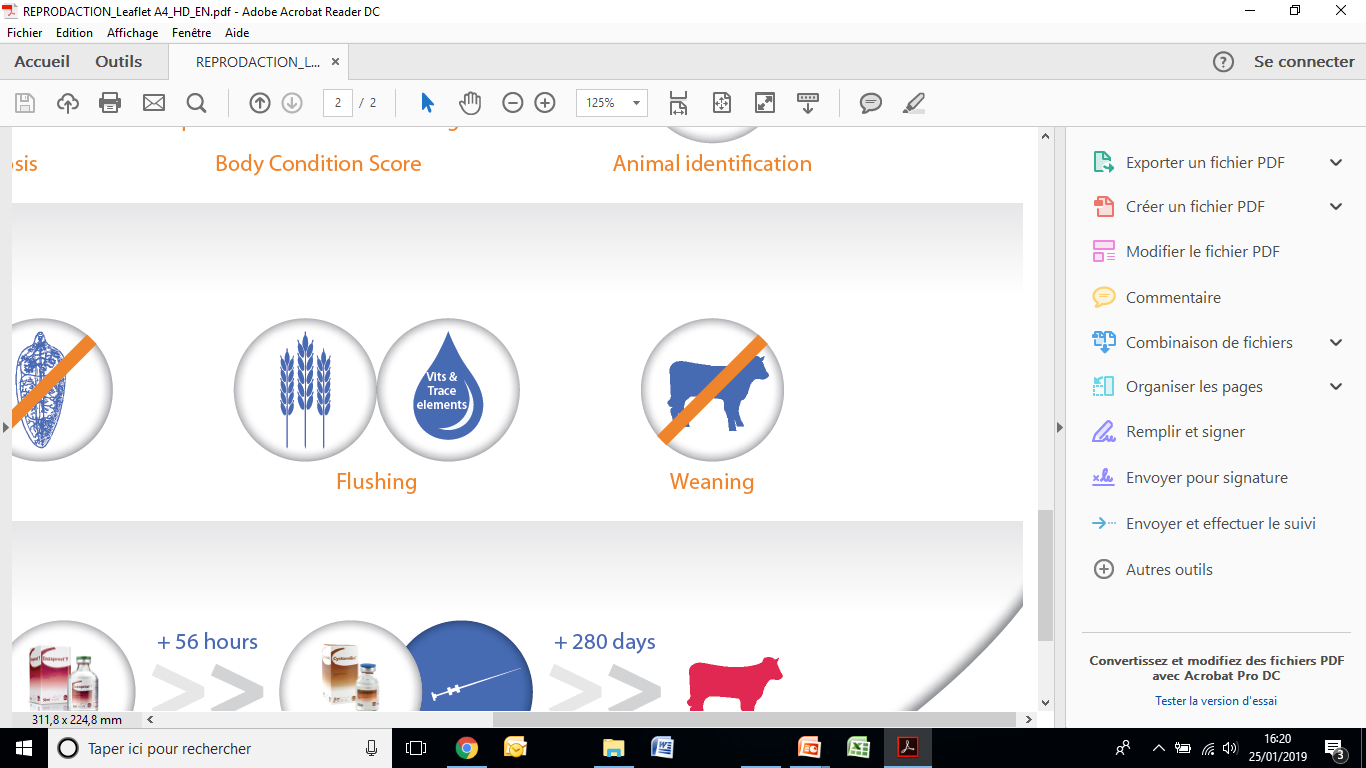 REPRODACTION_Leaflet A4_HD_EN.pdf - Adobe Acrobat Reader DC
Fichier Edition Affichage Fenêtre Aide
Accueil Outils REPRODACTION_L... × ? Se connecter
2 / 2 125%
osis Body Condition Score Animal identification
Vits &
Trace
elements
Flushing Weaning
+ 56 hours + 280 days
Exporter un fichier PDF
Créer un fichier PDF
Modifier le fichier PDF
Commentaire
Combinaison de fichiers
Organiser les pages
Remplir et signer
Envoyer pour signature
Envoyer et effectuer le suivi
Autres outils
Convertissez et modifiez des fichiers PDF
avec Acrobat Pro DC
Tester la version d'essai
311,8 x 224,8 mm
Taper ici pour rechercher
16:20
25/01/2019
3